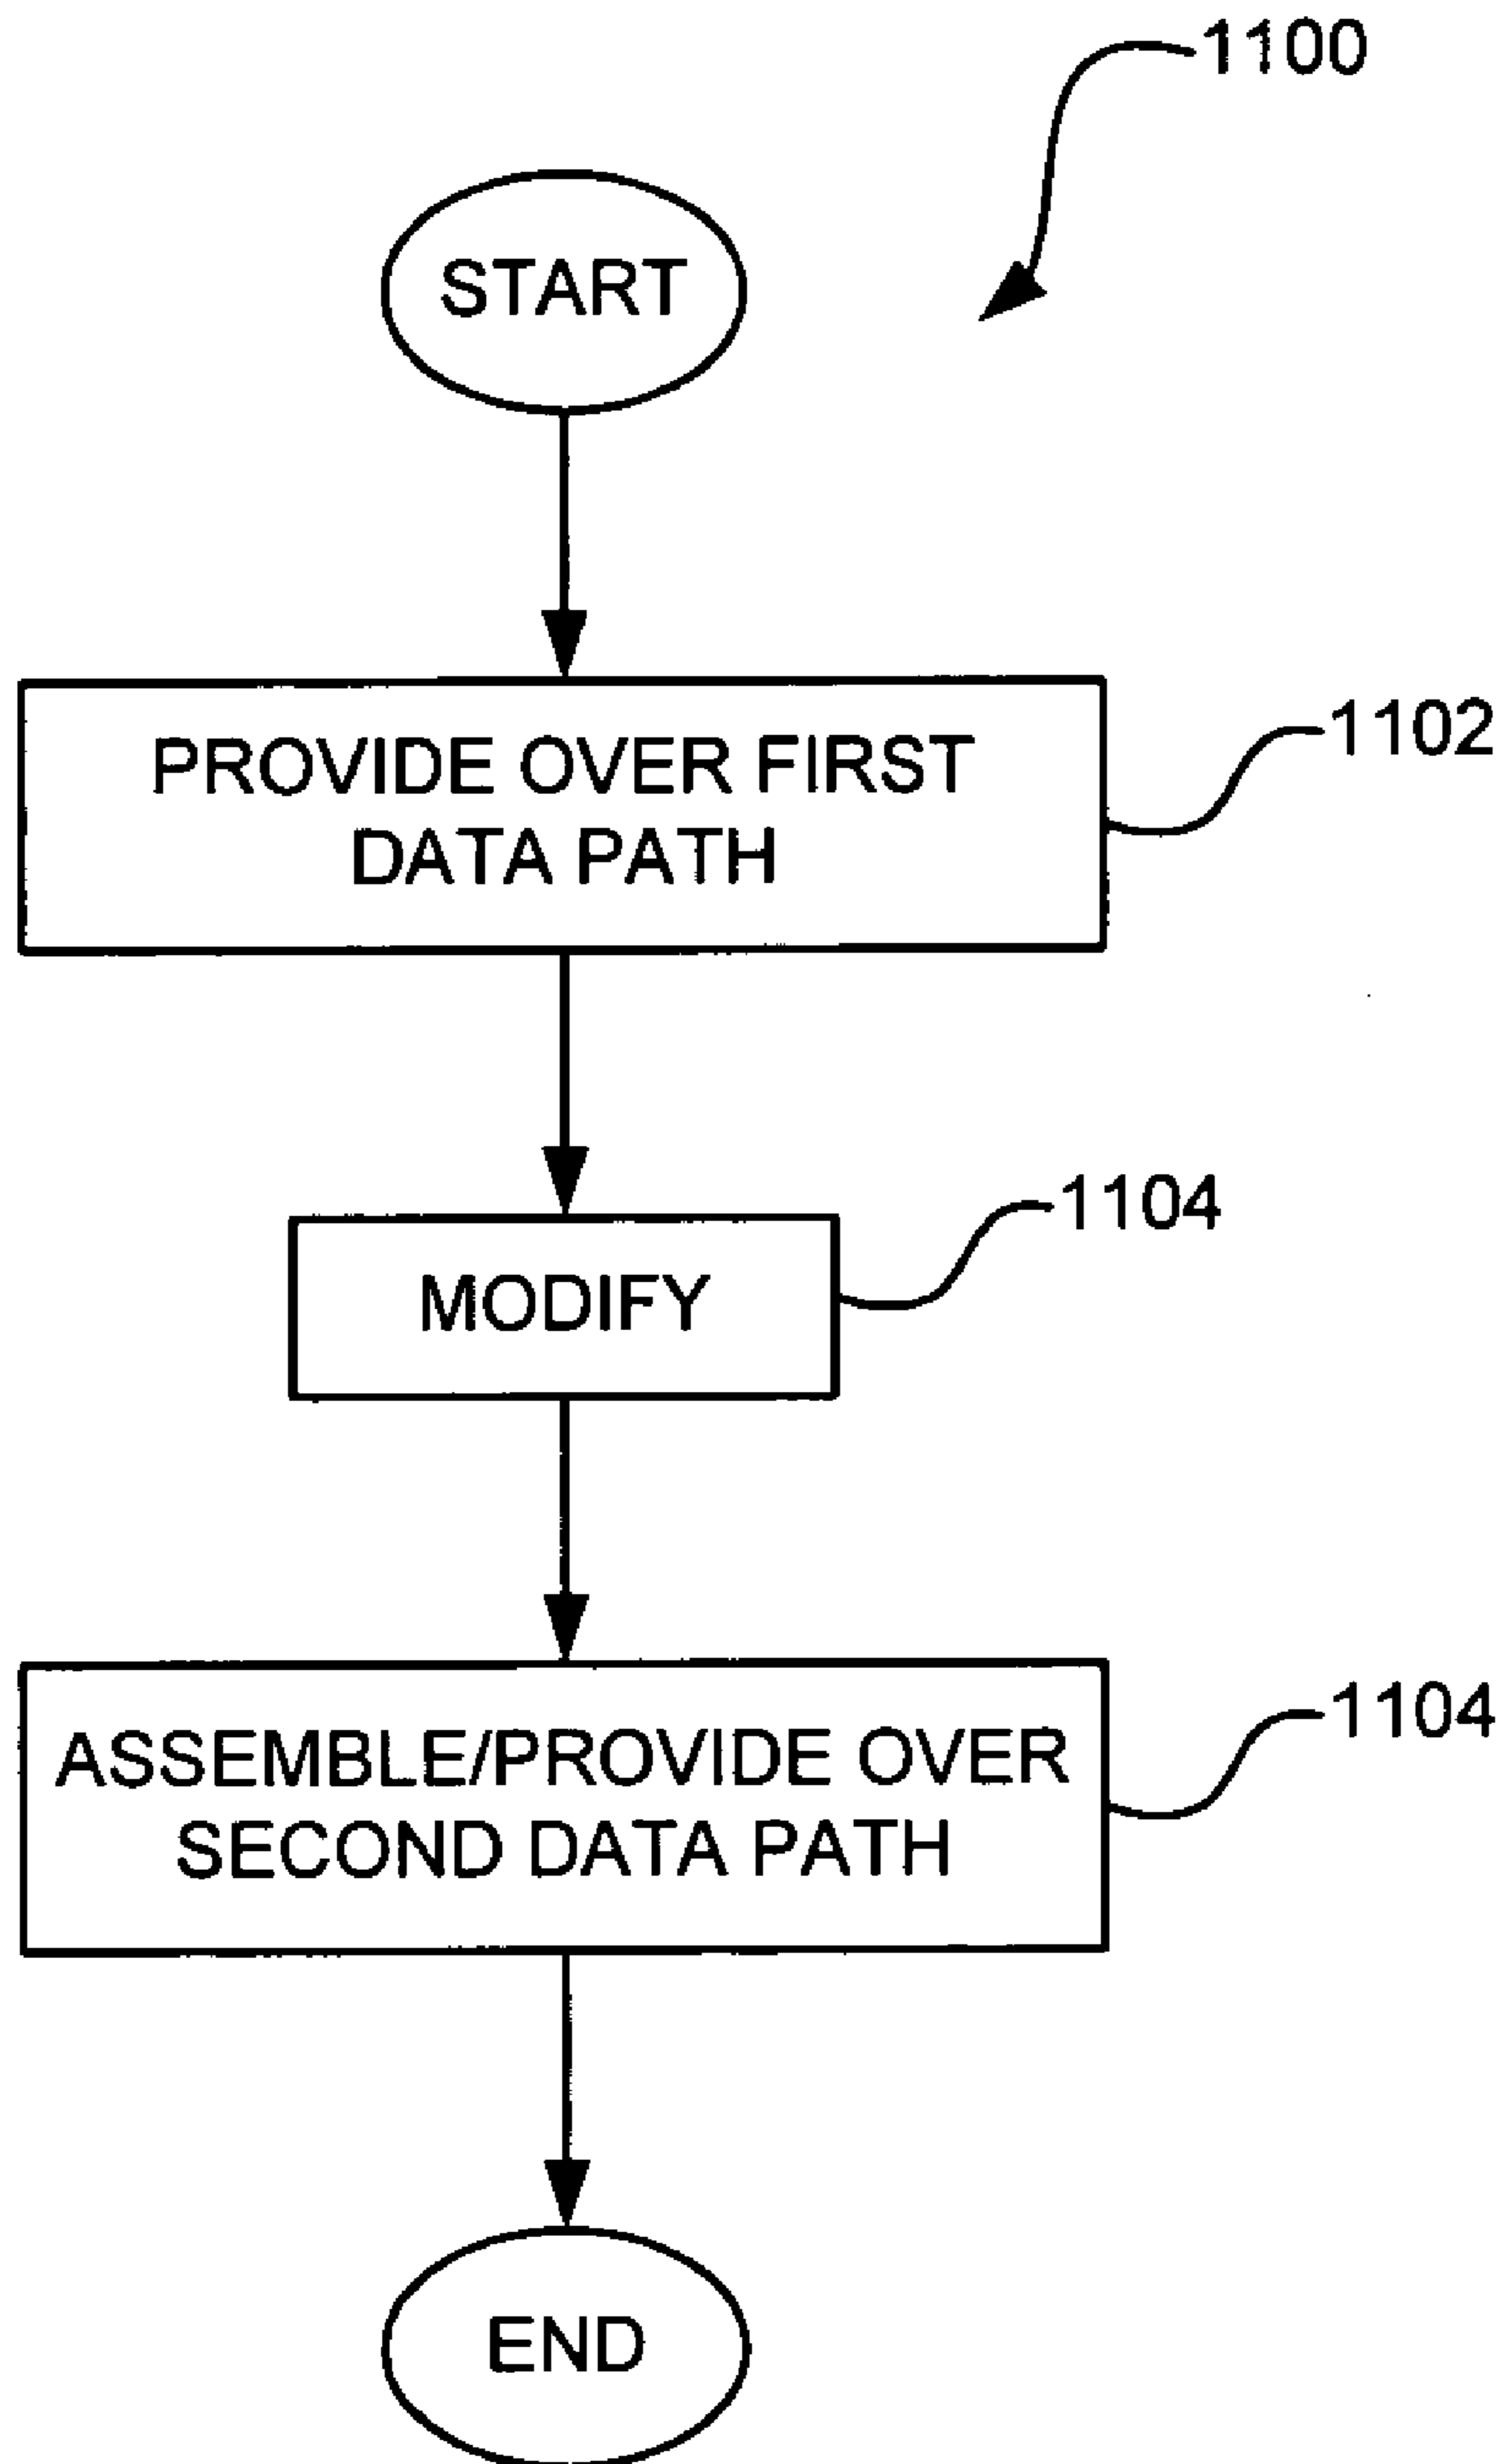 1100
START
PROVIDE OVER FIRST
DATA PATH
1102
1104
MODIFY
ASSEMBLE/PROVIDE OVER
SECOND DATA PATH
1104
END